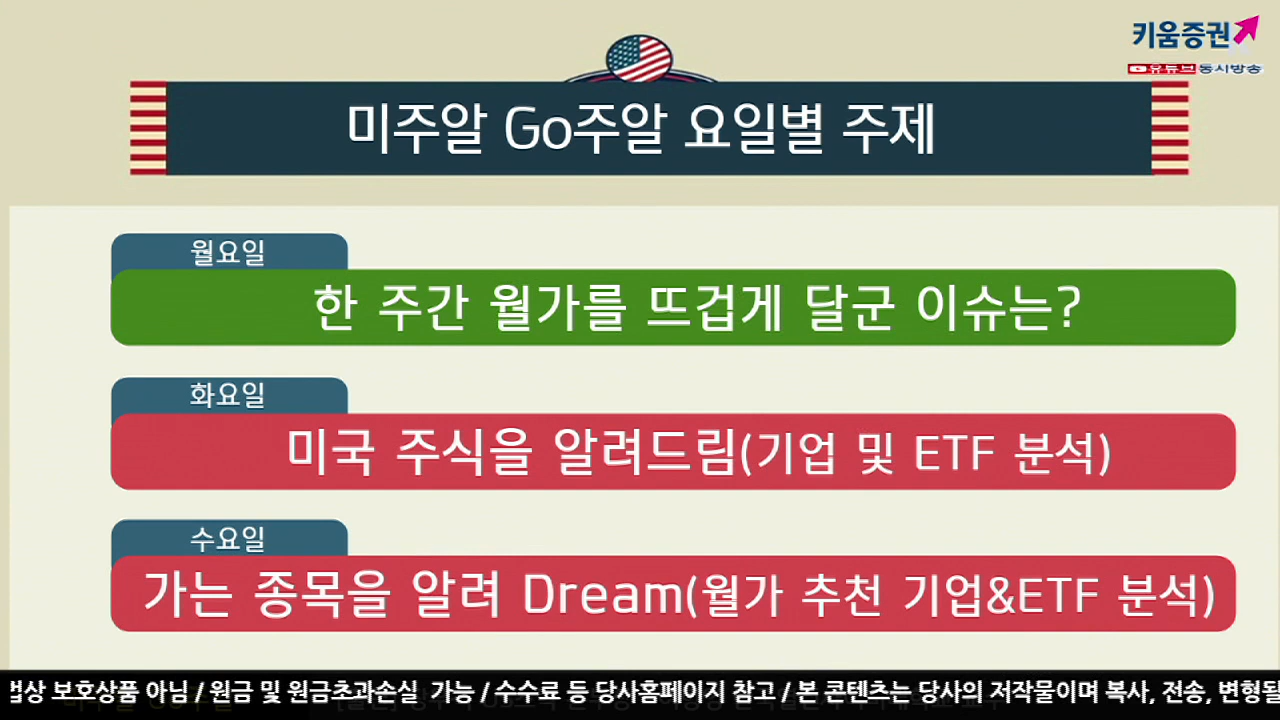 키움증권
유튜브동시방송
미주알 Go주알 요일별 주제
월요일
한 주간 월가를 뜨겁게 달군 이슈는?
화요일
미국 주식을 알려드림(기업 및 ETF 분석)
수요일
가는 종목을 알려 Dream(월가 추천 기업&ETF 분석)
법상 보호상품 아님 / 원금 및 원금초과손실 가능 / 수수료 등 당사홈페이지 참고 / 본 콘텐츠는 당사의 저작물이며 복사, 전송, 변형될